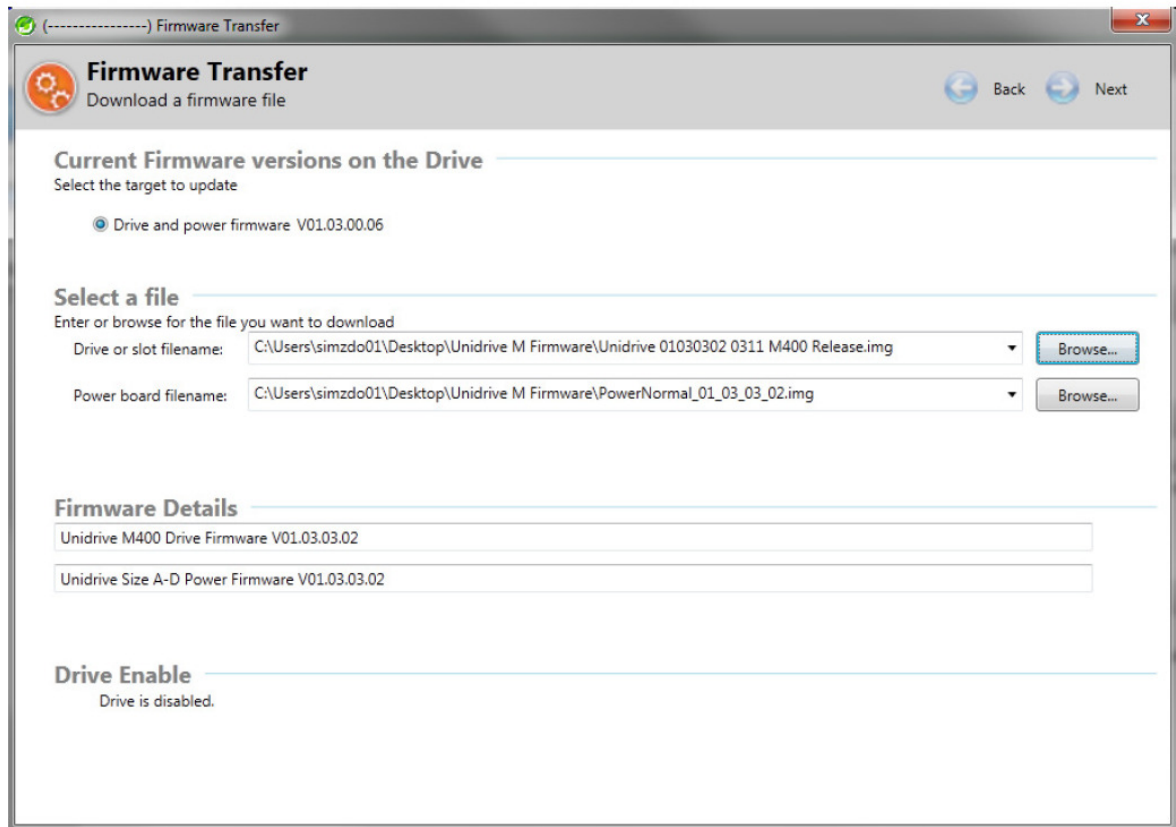 (----------------) Firmware Transfer
Firmware Transfer
Download a firmware file
Back
Next
Current Firmware versions on the Drive
Select the target to update
Drive and power firmware V01.03.00.06
Select a file
Enter or browse for the file you want to download
Drive or slot filename: C:\Users\simzdo01\Desktop\Unidrive M Firmware\Unidrive 01030302 0311 M400 Release.img Browse...
Power board filename: C:\Users\simzdo01\Desktop\Unidrive M Firmware\PowerNormal_01_03_03_02.img Browse...
Firmware Details
Unidrive M400 Drive Firmware V01.03.03.02
Unidrive Size A-D Power Firmware V01.03.03.02
Drive Enable
Drive is disabled.